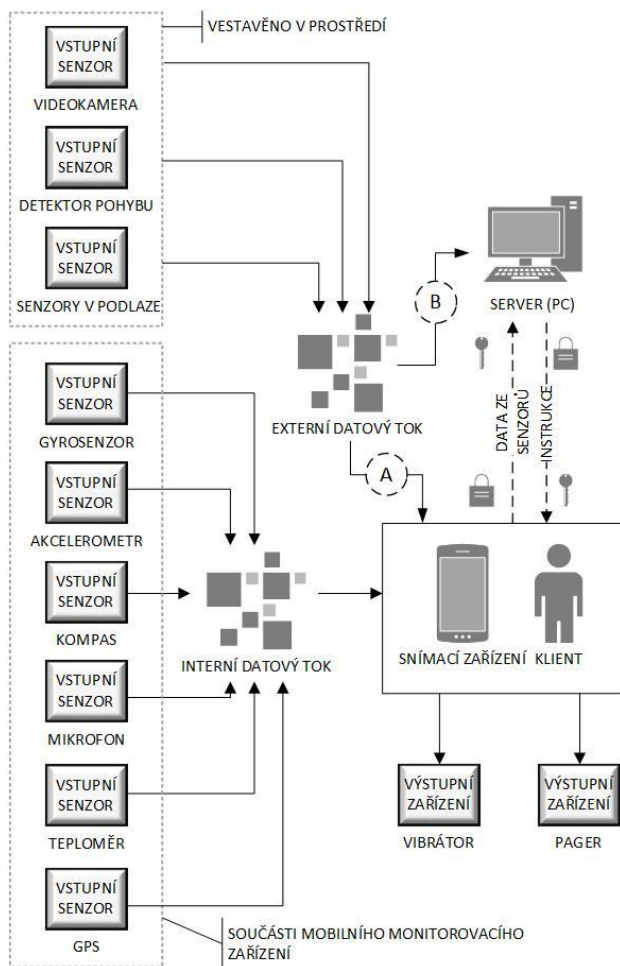 VESTAVĚNO V PROSTŘEDÍ
VSTUPNÍ
SENZOR
VIDEOKAMERA
VSTUPNÍ
SENZOR
DETEKTOR POHYBU
VSTUPNÍ
SENZOR
SENZORY V PODLAZE
B
SERVER (PC)
EXTERNÍ DATOVÝ TOK
A
DATA ZE
SENZORŮ
INSTRUKCE
VSTUPNÍ
SENZOR
GYROSENZOR
VSTUPNÍ
SENZOR
AKCELEROMETR
VSTUPNÍ
SENZOR
KOMPAS
VSTUPNÍ
SENZOR
MIKROFON
VSTUPNÍ
SENZOR
TEPLOMĚR
VSTUPNÍ
SENZOR
GPS
INTERNÍ DATOVÝ TOK
SNÍMACÍ ZAŘÍZENÍ
KLIENT
VÝSTUPNÍ
ZAŘÍZENÍ
VIBRÁTOR
VÝSTUPNÍ
ZAŘÍZENÍ
PAGER
SOUČÁSTI MOBILNÍHO MONITOROVACÍHO
ZAŘÍZENÍ